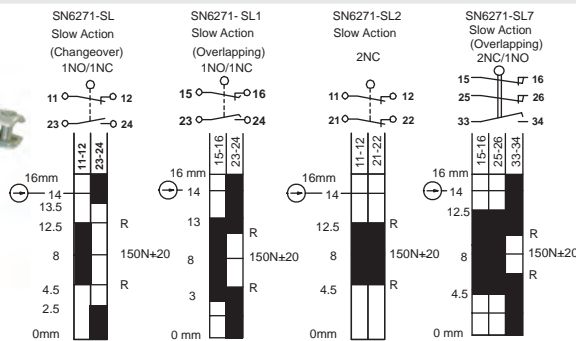 SN6271-SL
Slow Action
(Changeover)
1NO/1NC
11 12
23 24
11-12
23-24
16mm
14
13.5
12.5 R
8 150N±20
4.5 R
2.5
0mm
SN6271- SL1
Slow Action
(Overlapping)
1NO/1NC
15 16
23 24
15-16
23-24
16 mm
14
13
R
8 150N±20
R
3
0 mm
SN6271-SL2
Slow Action
2NC
11 12
21 22
11-12
21-22
16mm
14
12.5 R
8 150N±20
4.5 R
0mm
SN6271-SL7
Slow Action
(Overlapping)
2NC/1NO
15 16
25 26
33 34
15-16
25-26
33-34
16 mm
14
12.5
R
8 150N±20
R
4.5
0 mm